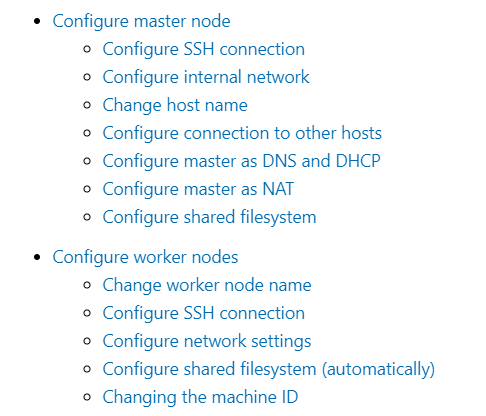 Configure master node
Configure SSH connection
Configure internal network
Change host name
Configure connection to other hosts
Configure master as DNS and DHCP
Configure master as NAT
Configure shared filesystem
Configure worker nodes
Change worker node name
Configure SSH connection
Configure network settings
Configure shared filesystem (automatically)
Changing the machine ID